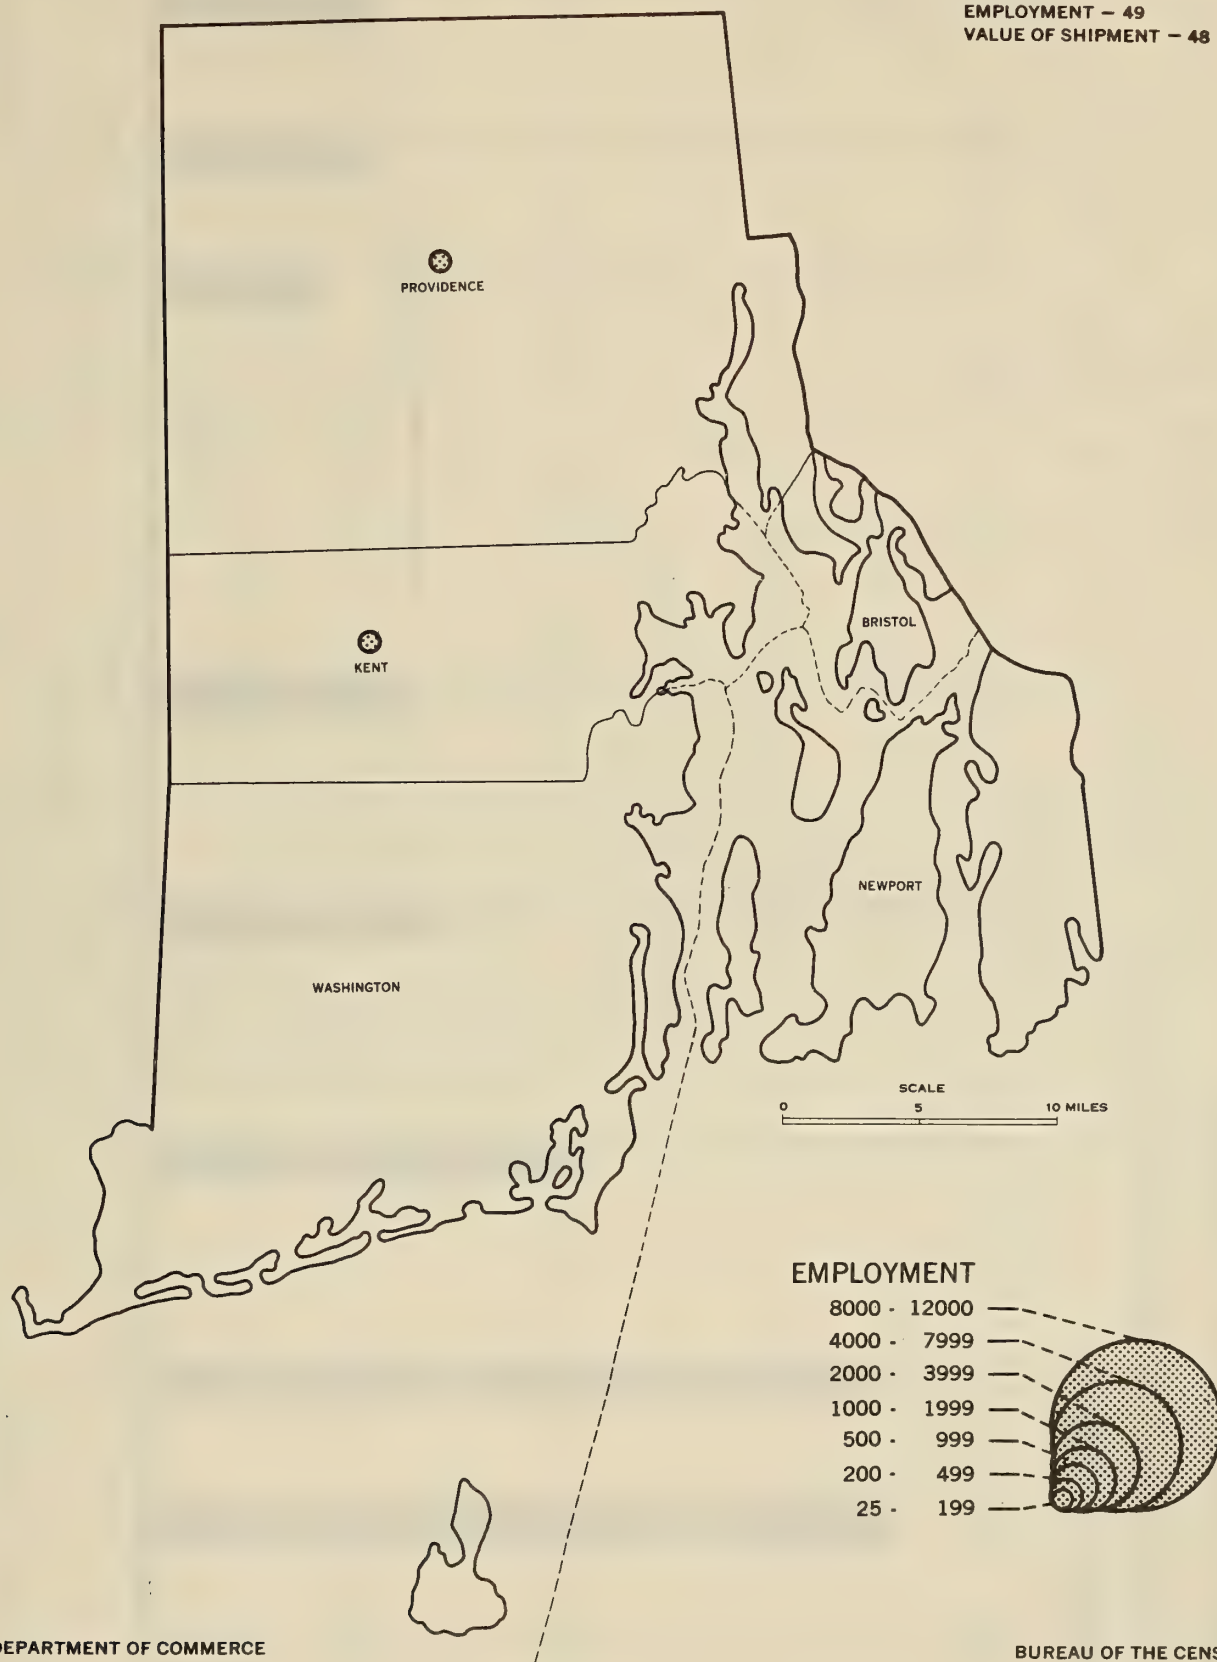 EMPLOYMENT – 49
VALUE OF SHIPMENT – 48
PROVIDENCE
KENT
BRISTOL
NEWPORT
WASHINGTON
SCALE
0 5 10 MILES
EMPLOYMENT
8000 - 12000
4000 - 7999
2000 - 3999
1000 - 1999
500 - 999
200 - 499
25 - 199
DEPARTMENT OF COMMERCE
BUREAU OF THE CENS